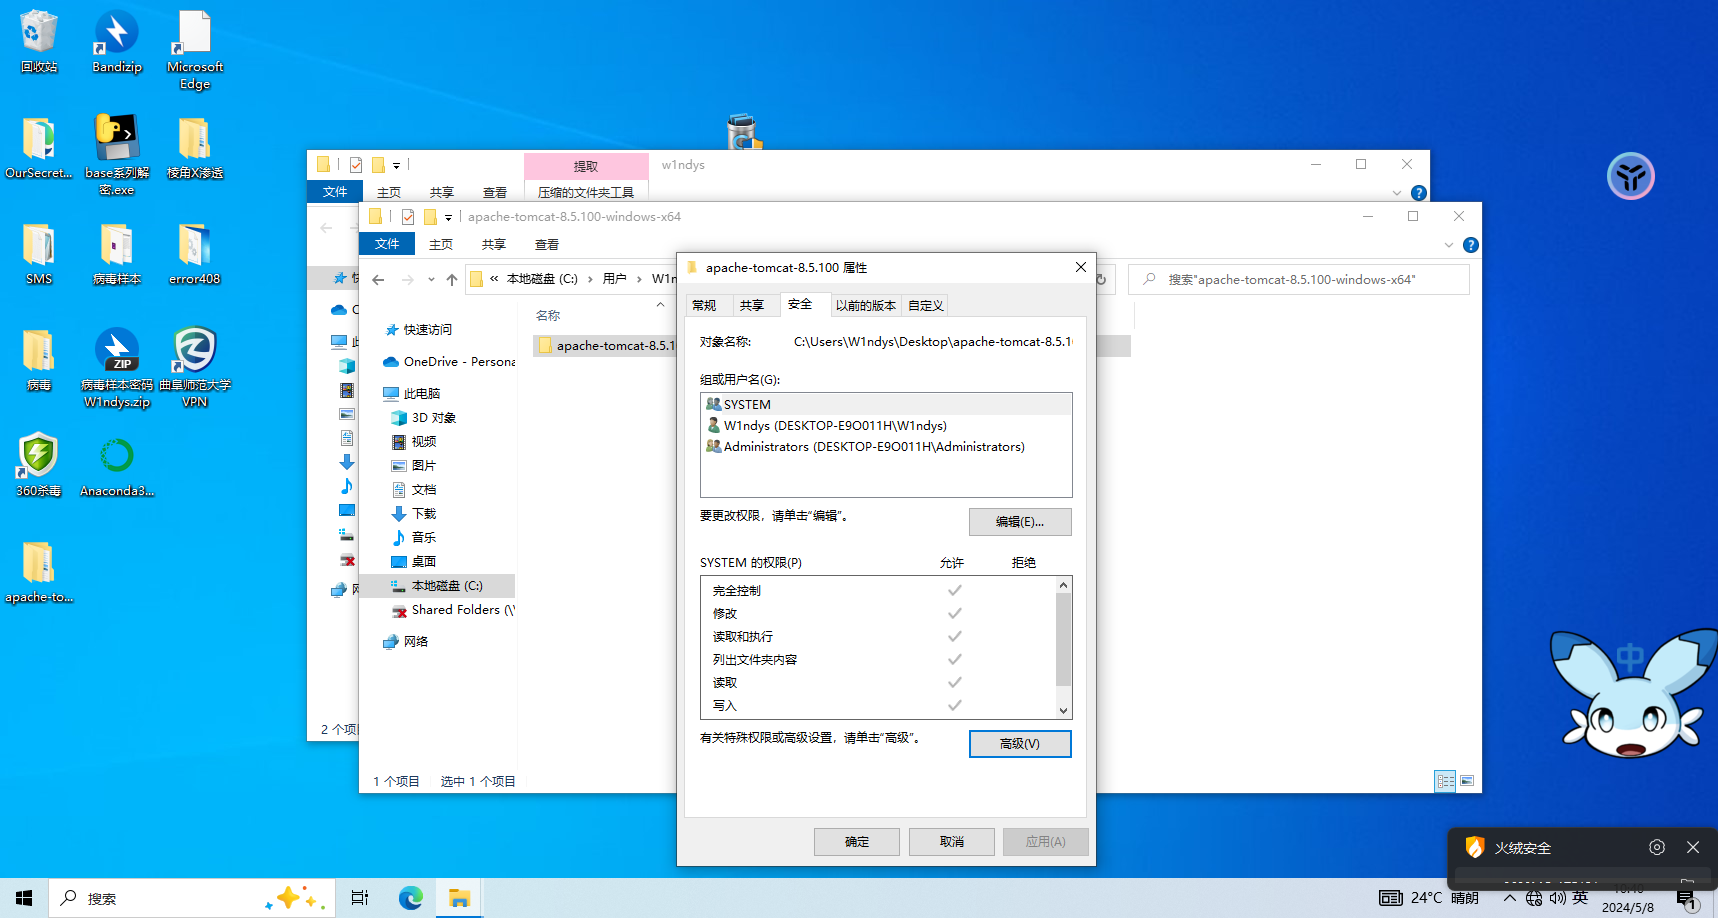 回收站
Bandizip
Microsoft
Edge
OurSecret...
base系列解
密.exe
棱角X渗透
SMS
病毒样本
error408
病毒
ZIP
病毒样本密码
W1ndys.zip
曲阜师范大学
VPN
360杀毒
Anaconda3...
apache-to...
提取
w1ndys
文件
主页
共享
查看
压缩的文件夹工具
2 个项
apache-tomcat-8.5.100-windows-x64
文件
主页
共享
查看
« 本地磁盘 (C:) › 用户 › W1n
搜索"apache-tomcat-8.5.100-windows-x64"
名称
apache-tomcat-8.5.1
快速访问
OneDrive - Persona
此电脑
3D 对象
视频
图片
文档
下载
音乐
桌面
本地磁盘 (C:)
Shared Folders (\\
网络
1 个项目
选中 1 个项目
apache-tomcat-8.5.100 属性
常规
共享
安全
以前的版本
自定义
对象名称:
C:\Users\W1ndys\Desktop\apache-tomcat-8.5.1
组或用户名(G):
SYSTEM
W1ndys (DESKTOP-E9O011H\W1ndys)
Administrators (DESKTOP-E9O011H\Administrators)
要更改权限，请单击“编辑”。
编辑(E)...
SYSTEM 的权限(P)
允许
拒绝
完全控制
修改
读取和执行
列出文件夹内容
读取
写入
有关特殊权限或高级设置，请单击“高级”。
高级(V)
确定
取消
应用(A)
中
火绒安全
搜索
24°C 晴朗
英
2024/5/8
1